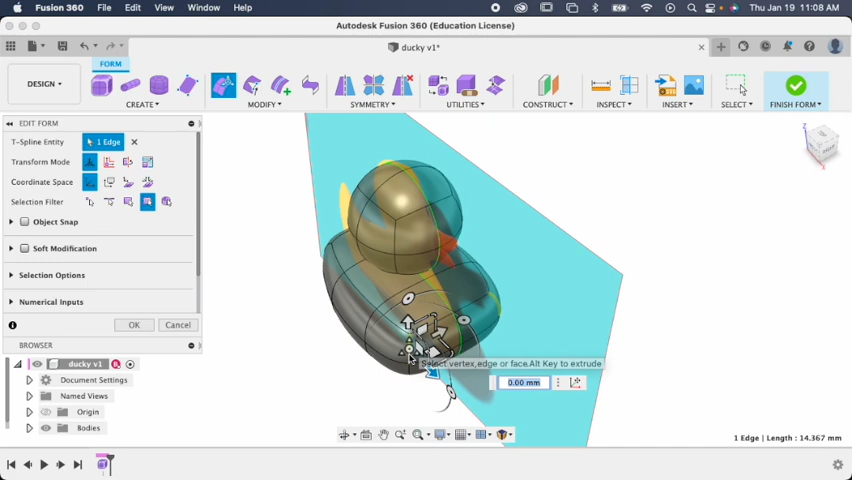 Fusion 360 File Edit View Window Help Thu Jan 19 11:08 AM
Autodesk Fusion 360 (Education License)
ducky v1*
FORM
DESIGN
CREATE MODIFY SYMMETRY UTILITIES CONSTRUCT INSPECT INSERT SELECT FINISH FORM
EDIT FORM
T-Spline Entity 1 Edge
Transform Mode
Coordinate Space
Selection Filter
Object Snap
Soft Modification
Selection Options
Numerical Inputs
OK Cancel
BROWSER
ducky v1
Document Settings
Named Views
Origin
Bodies
Select vertex,edge or face.Alt Key to extrude
0.00 mm
1 Edge | Length : 14.367 mm